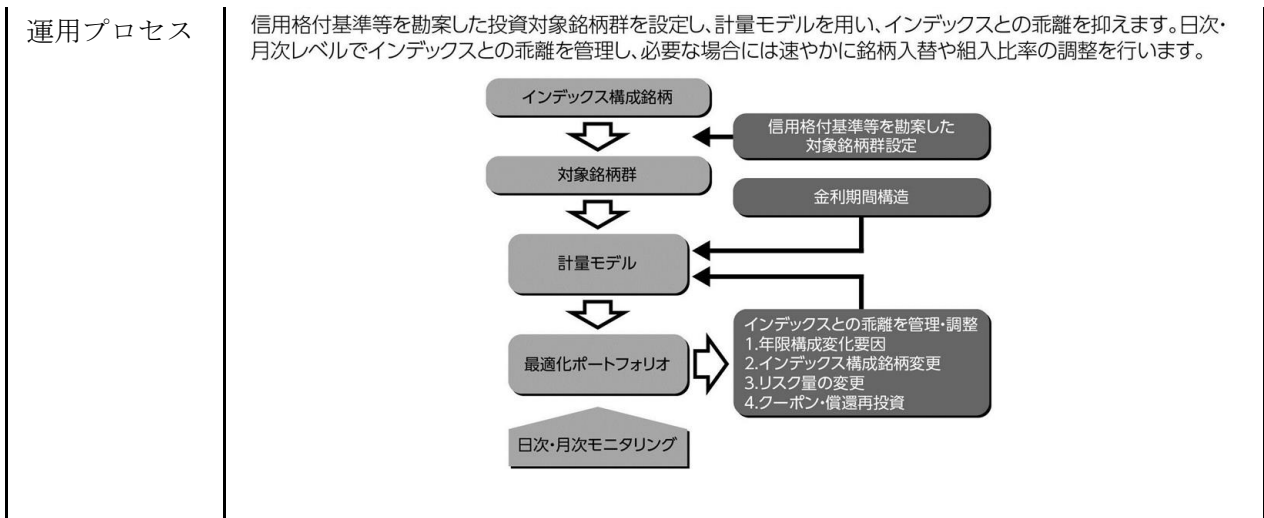 運用プロセス
信用格付基準等を勘案した投資対象銘柄群を設定し、計量モデルを用い、インデックスとの乖離を抑えます。日次・
月次レベルでインデックスとの乖離を管理し、必要な場合には速やかに銘柄入替や組入比率の調整を行います。
インデックス構成銘柄
信用格付基準等を勘案した
対象銘柄群設定
対象銘柄群
金利期間構造
計量モデル
インデックスとの乖離を管理・調整
1.年限構成変化要因
2.インデックス構成銘柄変更
3.リスク量の変更
4.クーポン・償還再投資
最適化ポートフォリオ
日次・月次モニタリング